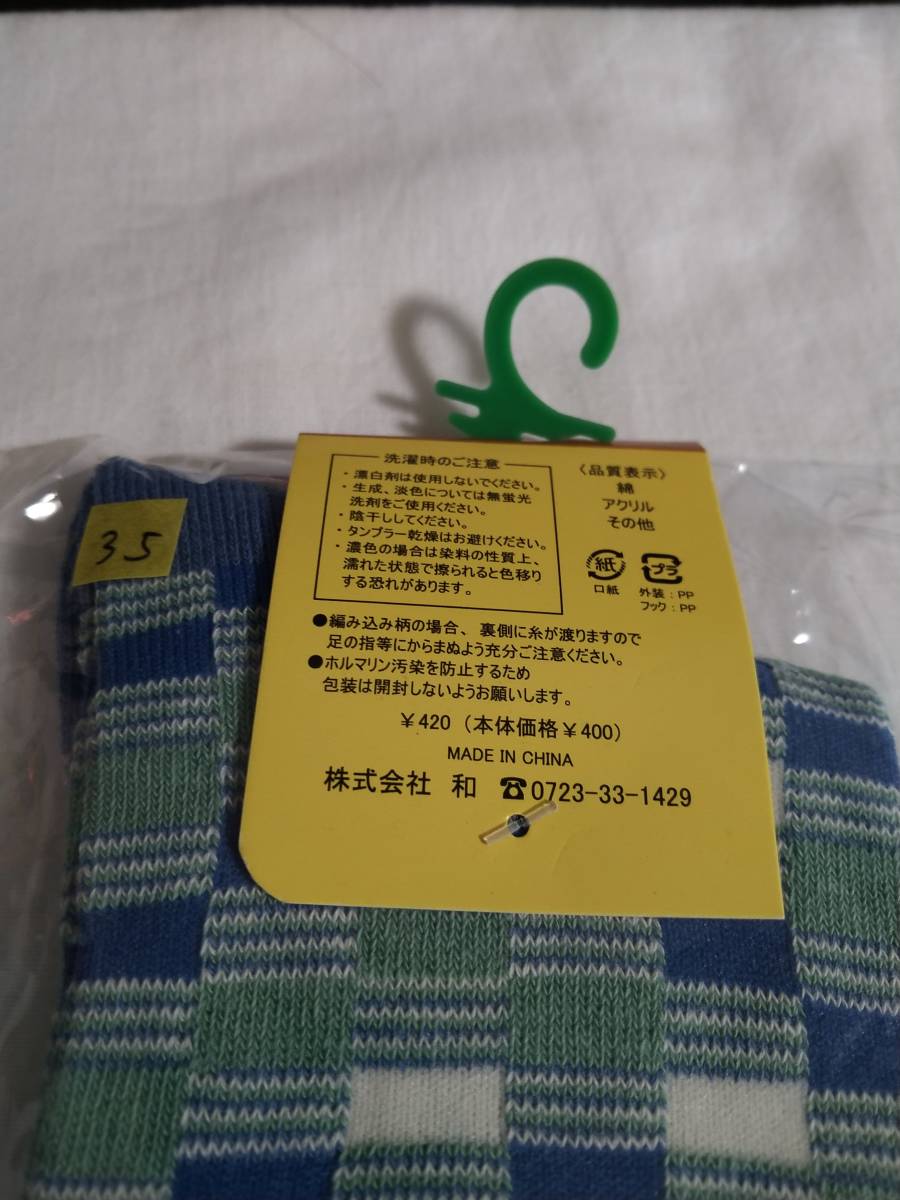 35
洗濯時のご注意
・漂白剤は使用しないでください。
・生成、淡色については無蛍光
洗剤をご使用ください。
・陰干ししてください。
・タンブラー乾燥はお避けください。
・濃色の場合は染料の性質上、
濡れた状態で擦られると色移り
する恐れがあります。
〈品質表示〉
綿
アクリル
その他
紙
口紙
プラ
外装：PP
フック：PP
●編み込み柄の場合、裏側に糸が渡りますので
足の指等にからまぬよう充分ご注意ください。
●ホルマリン汚染を防止するため
包装は開封しないようお願いします。
￥420（本体価格￥400）
MADE IN CHINA
株式会社 和 ☎0723-33-1429